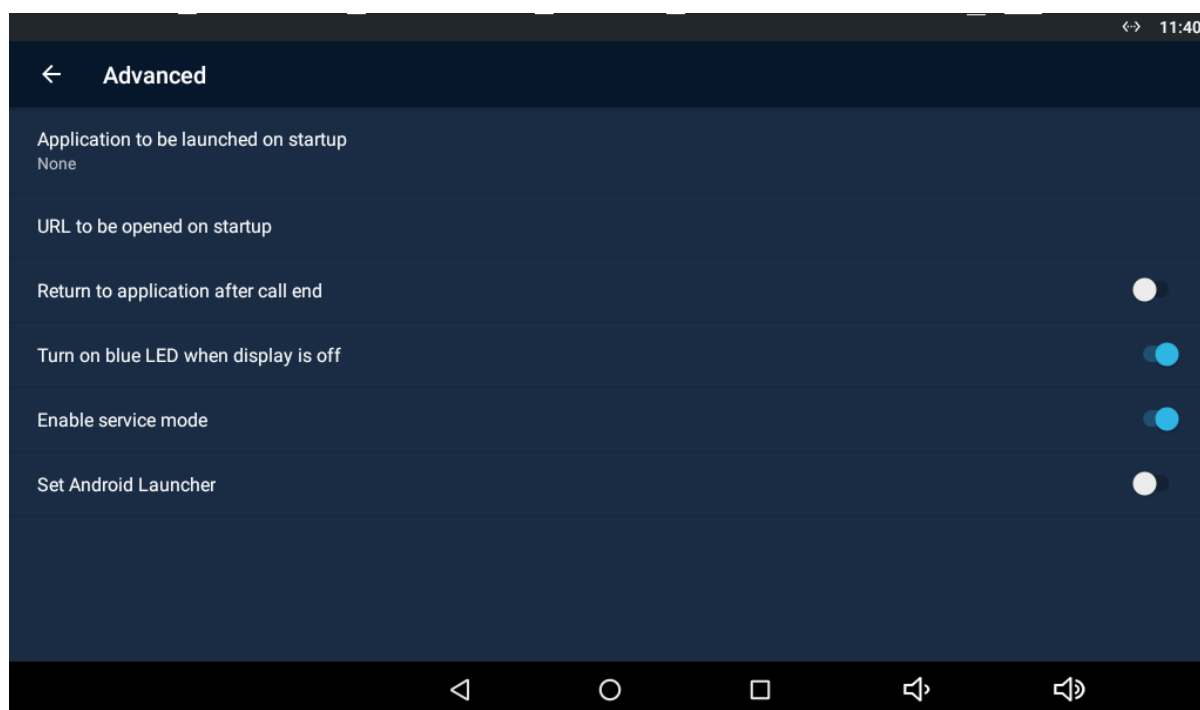 11:40
Advanced
Application to be launched on startup
None
URL to be opened on startup
Return to application after call end
Turn on blue LED when display is off
Enable service mode
Set Android Launcher